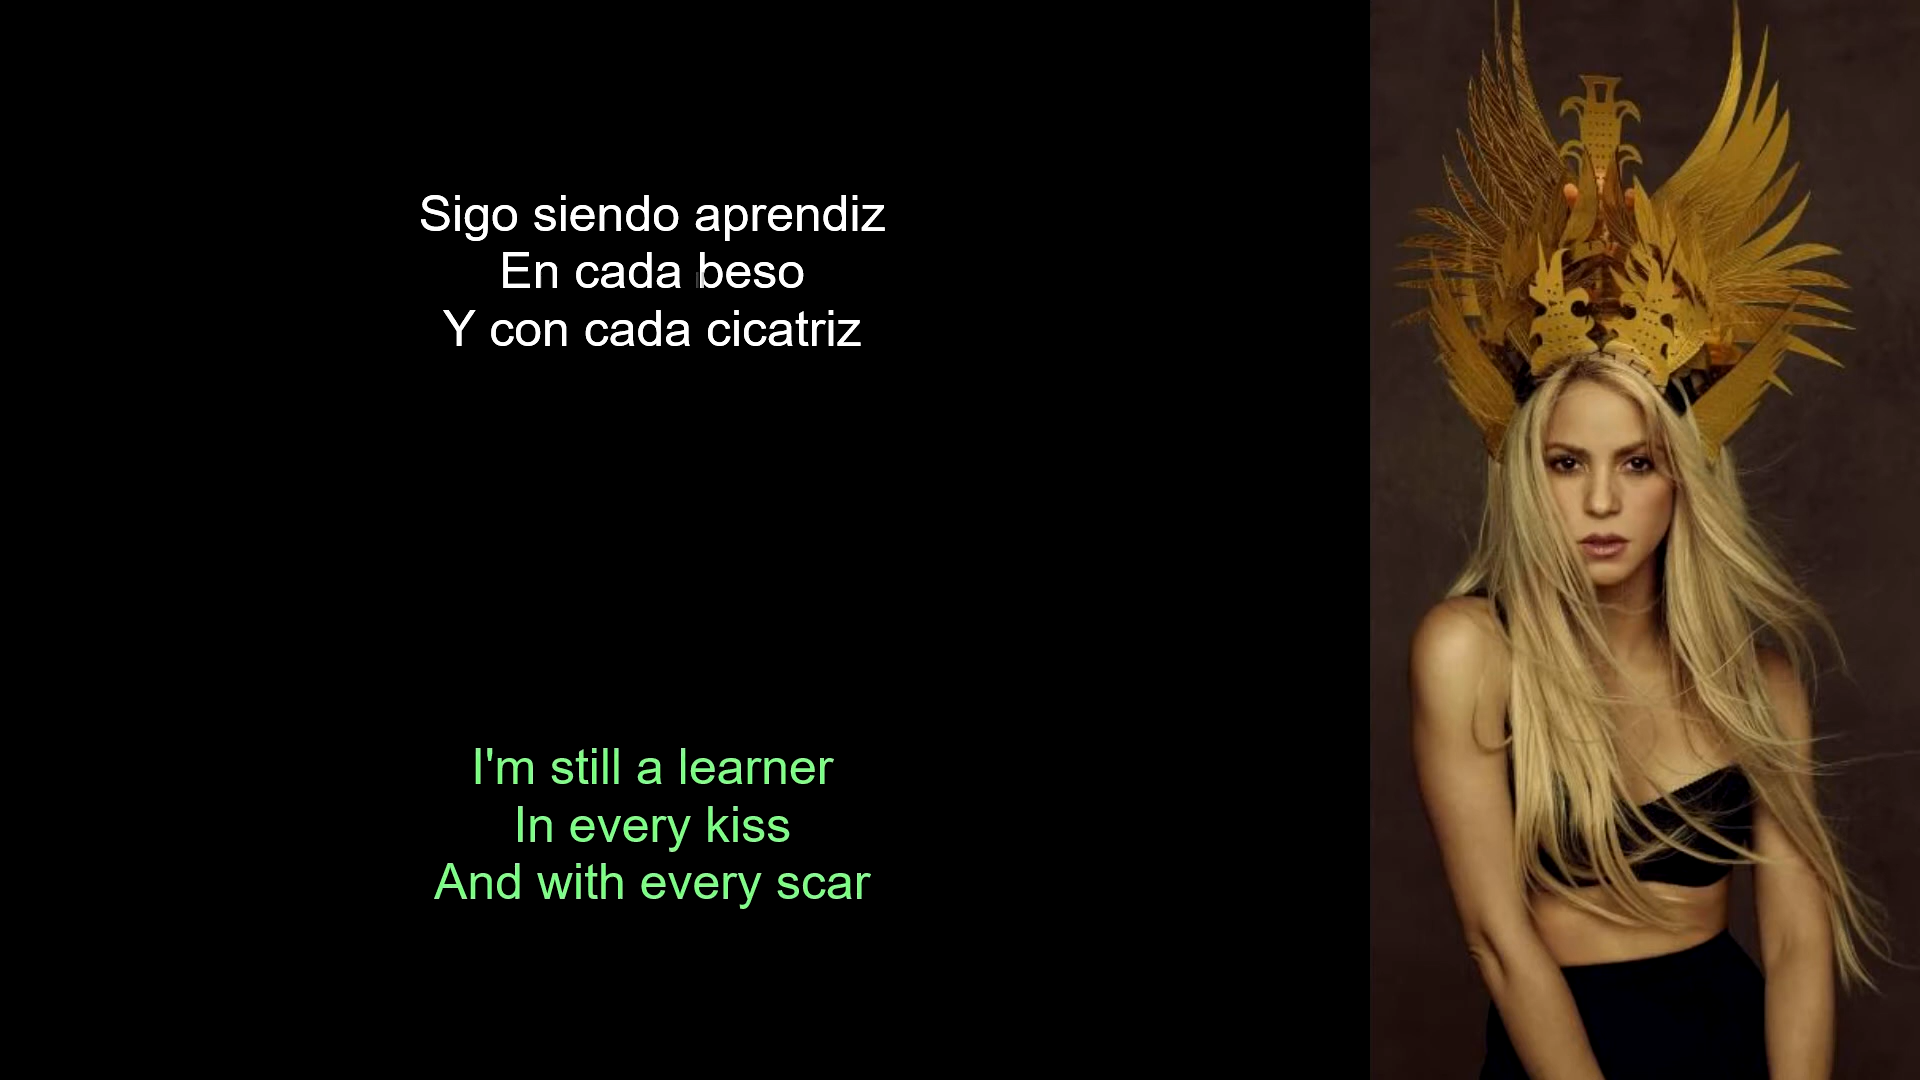 Sigo siendo aprendiz
En cada beso
Y con cada cicatriz
I'm still a learner
In every kiss
And with every scar